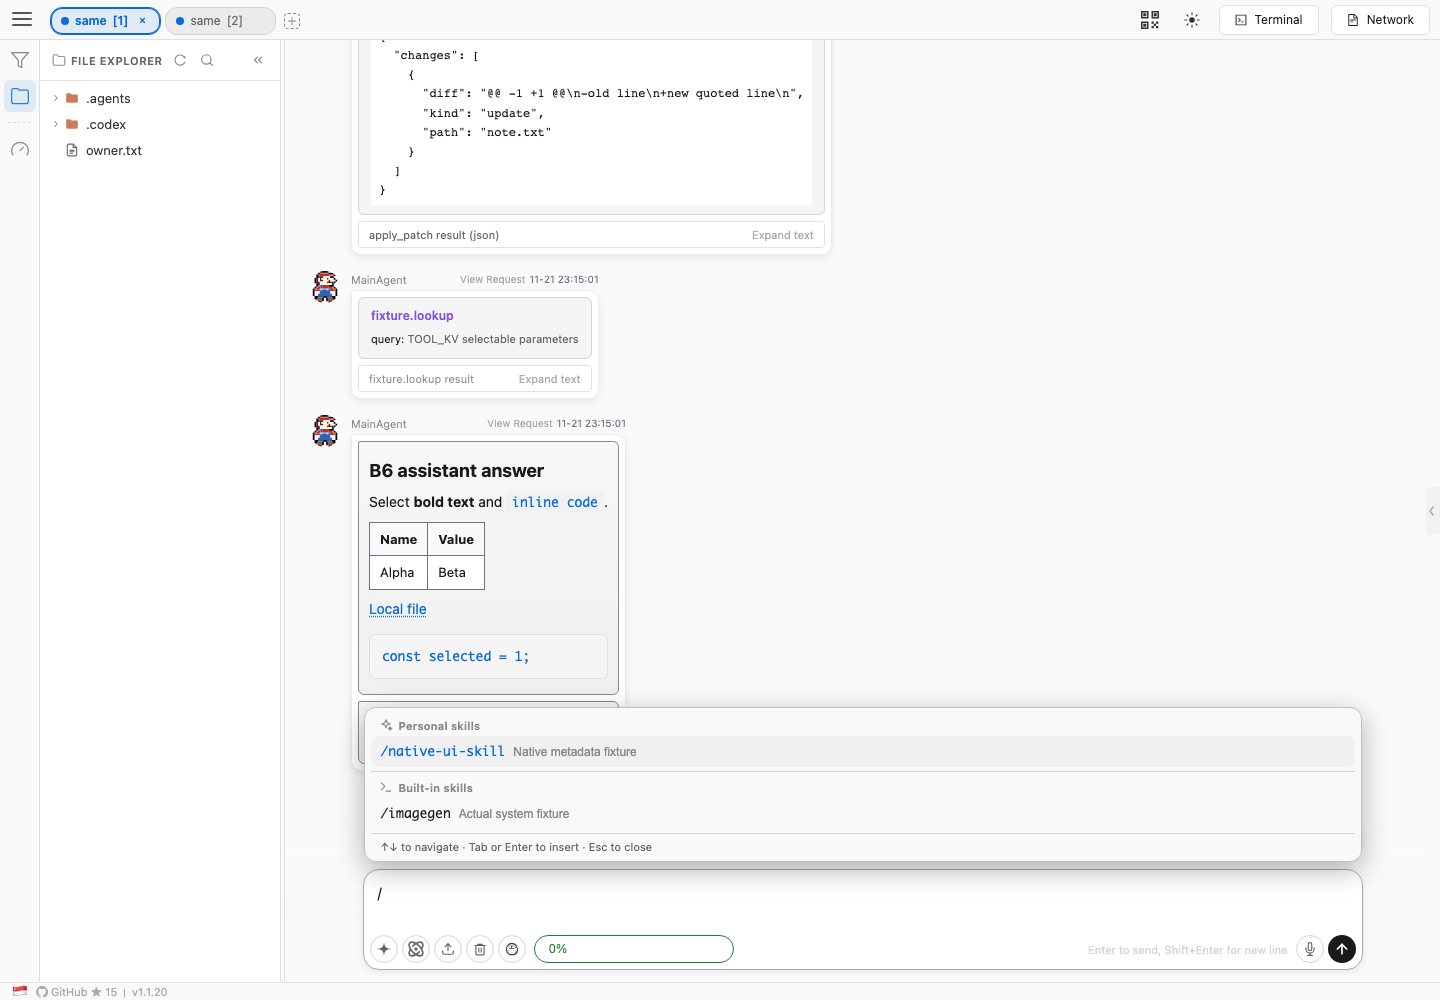 same [1] ×
same [2]
Terminal
Network
FILE EXPLORER
.agents
.codex
owner.txt
{
"changes": [
{
"diff": "@@ -1 +1 @@\n-old line\n+new quoted line\n",
"kind": "update",
"path": "note.txt"
}
]
}
apply_patch result (json) Expand text
MainAgent View Request 11-21 23:15:01
fixture.lookup
query: TOOL_KV selectable parameters
fixture.lookup result Expand text
MainAgent View Request 11-21 23:15:01
B6 assistant answer
Select bold text and inline code .
Name Value
Alpha Beta
Local file
const selected = 1;
Personal skills
/native-ui-skill Native metadata fixture
Built-in skills
/imagegen Actual system fixture
↑↓ to navigate · Tab or Enter to insert · Esc to close
/
0%
Enter to send, Shift+Enter for new line
GitHub ★ 15 | v1.1.20